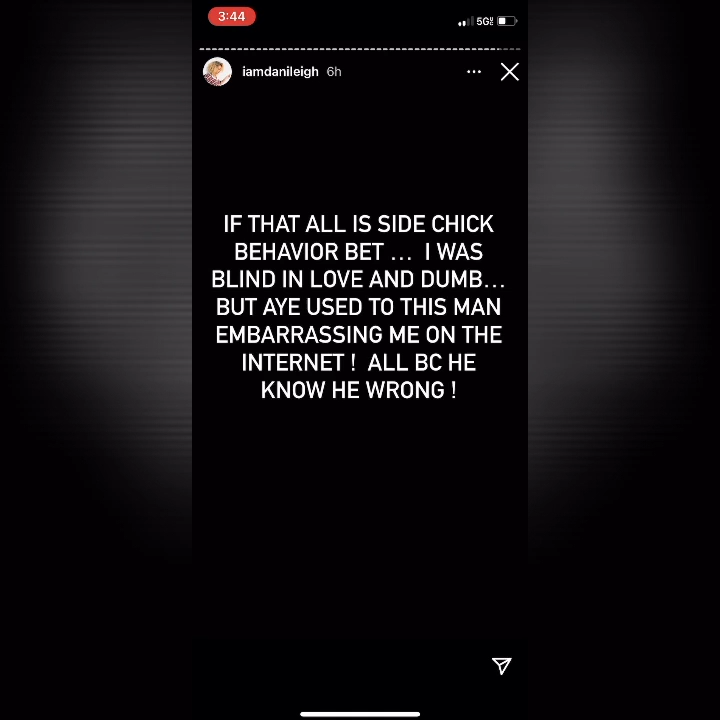 3:44
5G
iamdanileigh 6h
IF THAT ALL IS SIDE CHICK
BEHAVIOR BET ... I WAS
BLIND IN LOVE AND DUMB...
BUT AYE USED TO THIS MAN
EMBARRASSING ME ON THE
INTERNET ! ALL BC HE
KNOW HE WRONG !